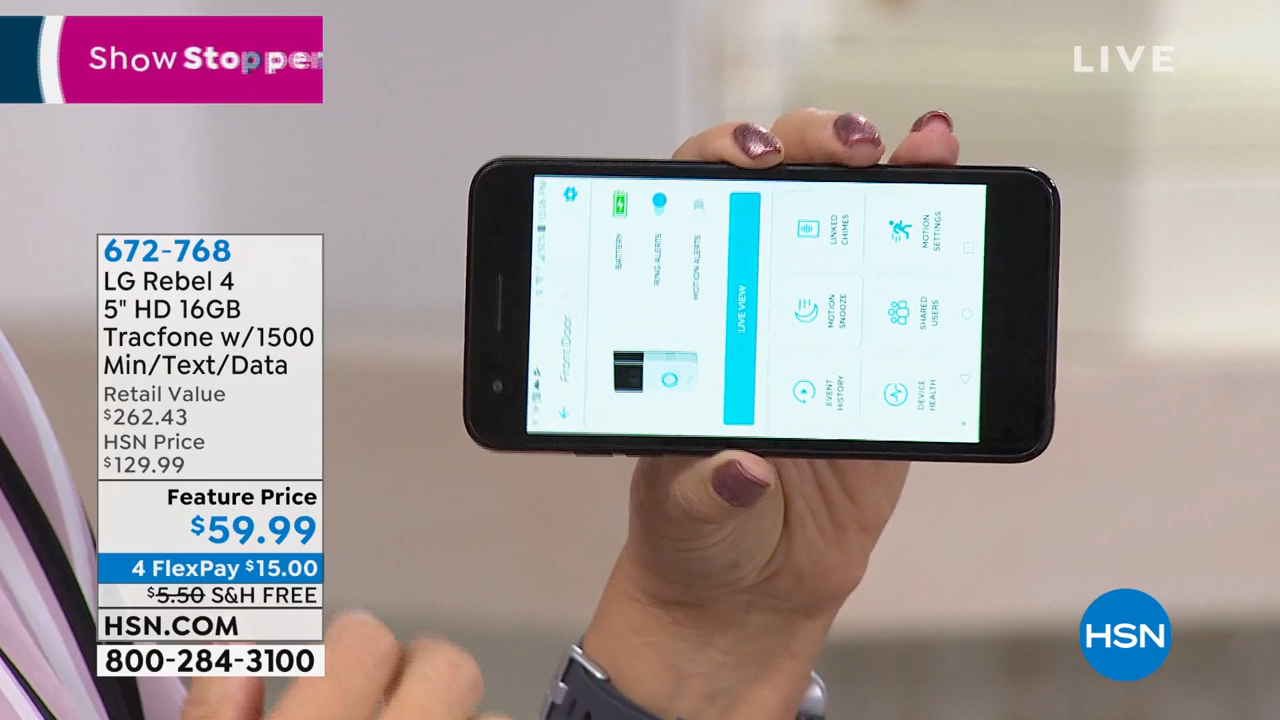 Show Stopper
LIVE
672-768
LG Rebel 4
5" HD 16GB
Tracfone w/1500
Min/Text/Data
Retail Value
$262.43
HSN Price
$129.99
Feature Price
$59.99
4 FlexPay $15.00
$5.50 S&H FREE
HSN.COM
800-284-3100
HSN
Front Door
BATTERY
RING ALERTS
MOTION ALERTS
LIVE VIEW
EVENT
HISTORY
MOTION
SNOOZE
LINKED
CHIMES
DEVICE
HEALTH
SHARED
USERS
MOTION
SETTINGS